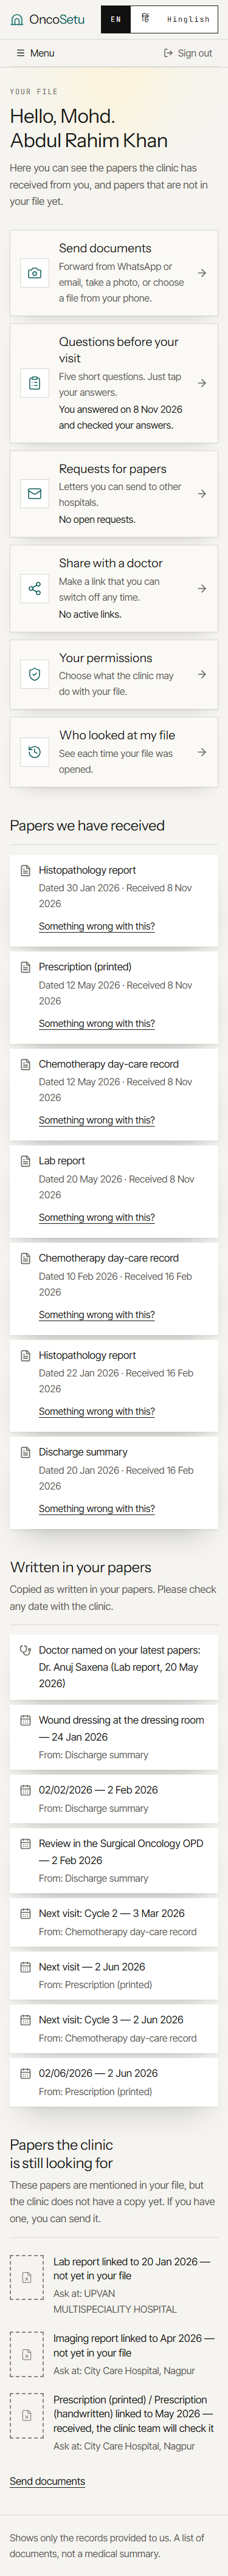 OncoSetu
EN
हिं
Hinglish
Menu
Sign out
YOUR FILE
Hello, Mohd.
Abdul Rahim Khan
Here you can see the papers the clinic has
received from you, and papers that are not in
your file yet.
Send documents
Forward from WhatsApp or
email, take a photo, or choose
a file from your phone.
Questions before your
visit
Five short questions. Just tap
your answers.
You answered on 8 Nov 2026
and checked your answers.
Requests for papers
Letters you can send to other
hospitals.
No open requests.
Share with a doctor
Make a link that you can
switch off any time.
No active links.
Your permissions
Choose what the clinic may
do with your file.
Who looked at my file
See each time your file was
opened.
Papers we have received
Histopathology report
Dated 30 Jan 2026 · Received 8 Nov
2026
Something wrong with this?
Prescription (printed)
Dated 12 May 2026 · Received 8 Nov
2026
Something wrong with this?
Chemotherapy day-care record
Dated 12 May 2026 · Received 8 Nov
2026
Something wrong with this?
Lab report
Dated 20 May 2026 · Received 8 Nov
2026
Something wrong with this?
Chemotherapy day-care record
Dated 10 Feb 2026 · Received 16 Feb
2026
Something wrong with this?
Histopathology report
Dated 22 Jan 2026 · Received 16 Feb
2026
Something wrong with this?
Discharge summary
Dated 20 Jan 2026 · Received 16 Feb
2026
Something wrong with this?
Written in your papers
Copied as written in your papers. Please check
any date with the clinic.
Doctor named on your latest papers:
Dr. Anuj Saxena (Lab report, 20 May
2026)
Wound dressing at the dressing room
— 24 Jan 2026
From: Discharge summary
02/02/2026 — 2 Feb 2026
From: Discharge summary
Review in the Surgical Oncology OPD
— 2 Feb 2026
From: Discharge summary
Next visit: Cycle 2 — 3 Mar 2026
From: Chemotherapy day-care record
Next visit — 2 Jun 2026
From: Prescription (printed)
Next visit: Cycle 3 — 2 Jun 2026
From: Chemotherapy day-care record
02/06/2026 — 2 Jun 2026
From: Prescription (printed)
Papers the clinic
is still looking for
These papers are mentioned in your file, but
the clinic does not have a copy yet. If you have
one, you can send it.
Lab report linked to 20 Jan 2026 —
not yet in your file
Ask at: UPVAN
MULTISPECIALITY HOSPITAL
Imaging report linked to Apr 2026 —
not yet in your file
Ask at: City Care Hospital, Nagpur
Prescription (printed) / Prescription
(handwritten) linked to May 2026 —
received, the clinic team will check it
Ask at: City Care Hospital, Nagpur
Send documents
Shows only the records provided to us. A list of
documents, not a medical summary.